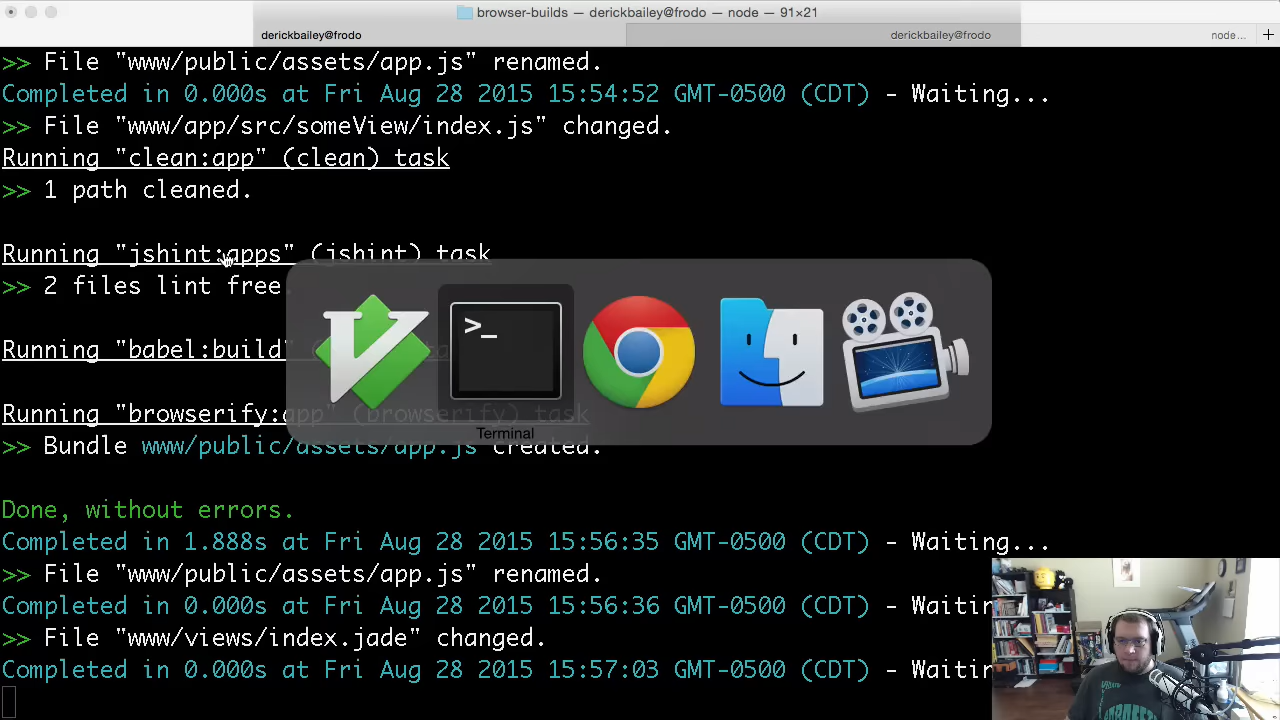 browser-builds — derickbailey@frodo — node — 91×21
derickbailey@frodo derickbailey@frodo node...
>> File "www/public/assets/app.js" renamed.
Completed in 0.000s at Fri Aug 28 2015 15:54:52 GMT-0500 (CDT) - Waiting...
>> File "www/app/src/someView/index.js" changed.
Running "clean:app" (clean) task
>> 1 path cleaned.
Running "jshint:apps" (jshint) task
>> 2 files lint free
>_
Running "babel:build"
Running "browserify:app" (browserify) task
Terminal
>> Bundle www/public/assets/app.js created.
Done, without errors.
Completed in 1.888s at Fri Aug 28 2015 15:56:35 GMT-0500 (CDT) - Waiting...
>> File "www/public/assets/app.js" renamed.
Completed in 0.000s at Fri Aug 28 2015 15:56:36 GMT-0500 (CDT) - Waitin
>> File "www/views/index.jade" changed.
Completed in 0.000s at Fri Aug 28 2015 15:57:03 GMT-0500 (CDT) - Waitin